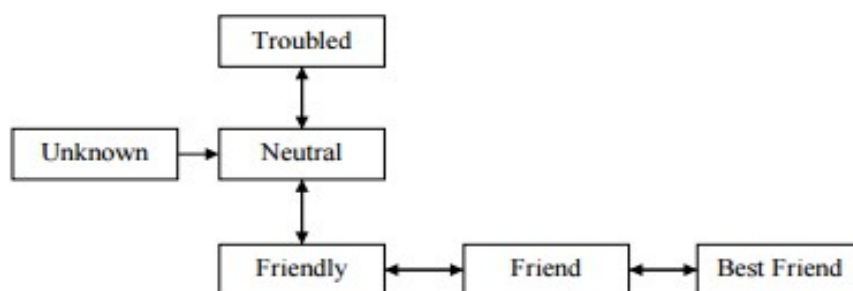 Troubled
Unknown
Neutral
Friendly
Friend
Best Friend